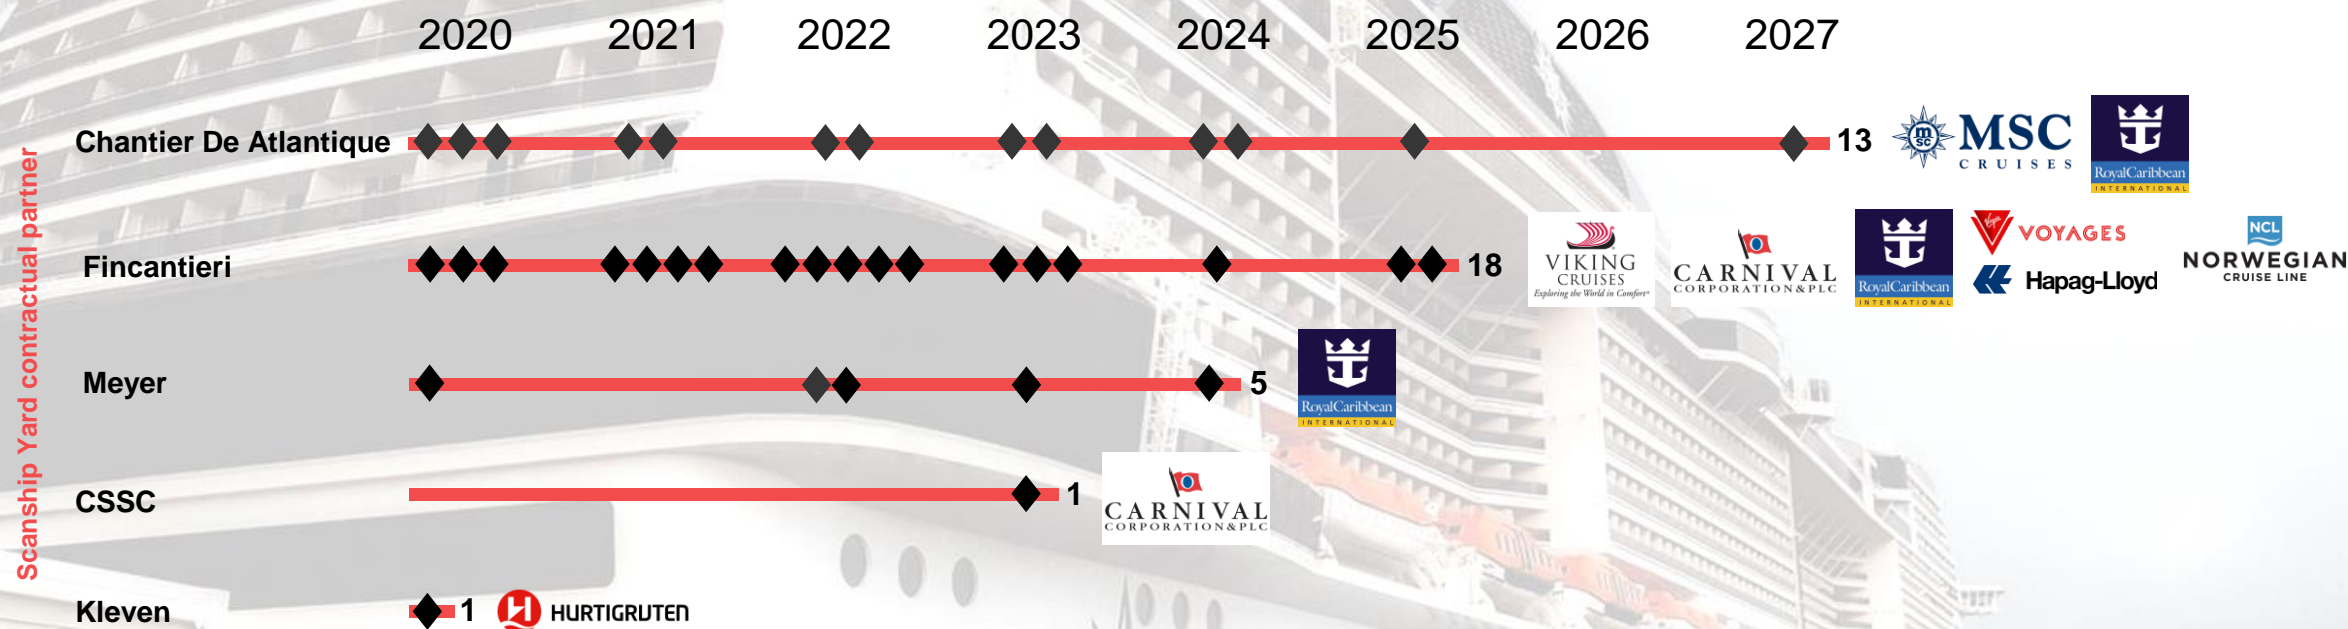 2020 2021 2022 2023 2024 2025 2026 2027
Scanship Yard contractual partner
Chantier De Atlantique 13
msc MSC
CRUISES
RoyalCaribbean
INTERNATIONAL
Fincantieri 18
VIKING
CRUISES
Exploring the World in Comfort®
CARNIVAL
CORPORATION&PLC
RoyalCaribbean
INTERNATIONAL
Virgin
VOYAGES
Hapag-Lloyd
NCL
NORWEGIAN
CRUISE LINE
Meyer 5
RoyalCaribbean
INTERNATIONAL
CSSC 1
CARNIVAL
CORPORATION&PLC
Kleven 1
HURTIGRUTEN